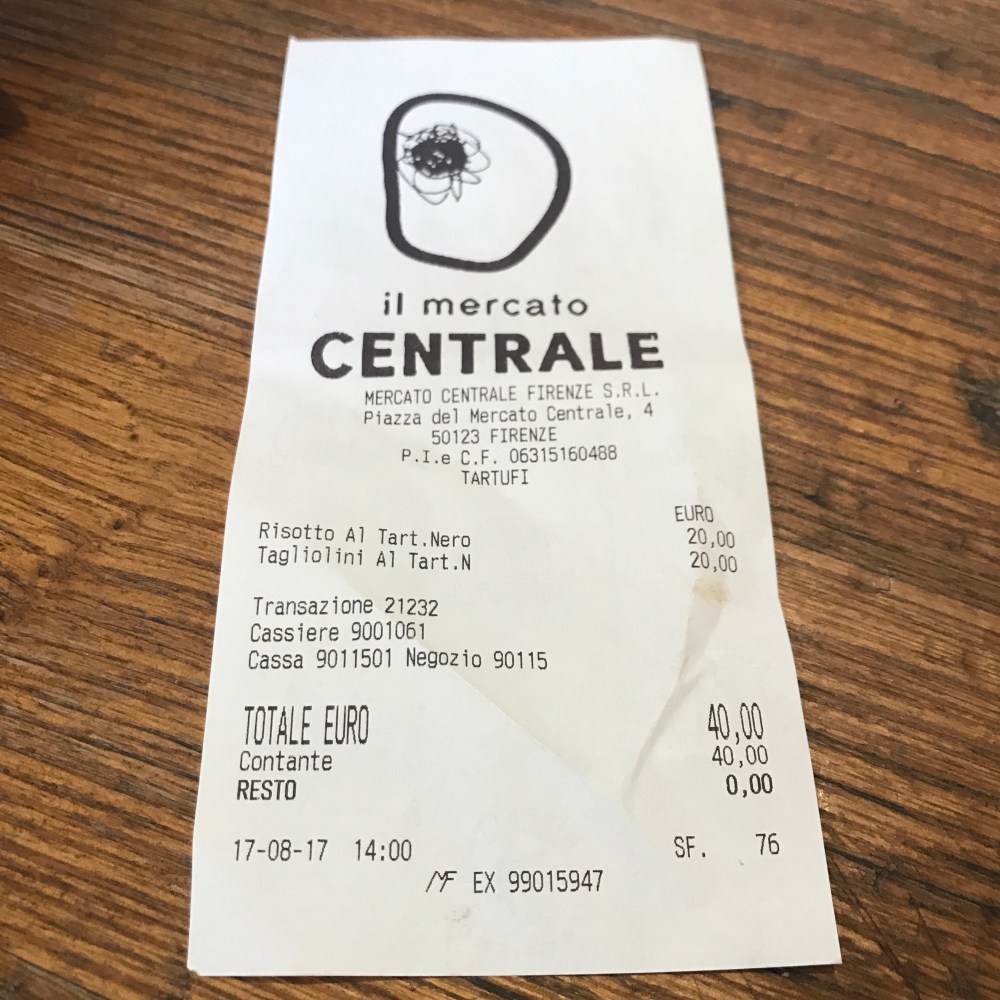 il mercato
CENTRALE
MERCATO CENTRALE FIRENZE S.R.L.
Piazza del Mercato Centrale, 4
50123 FIRENZE
P.I.e C.F. 06315160488
TARTUFI
EURO
Risotto Al Tart.Nero 20,00
Tagliolini Al Tart.N 20,00
Transazione 21232
Cassiere 9001061
Cassa 9011501 Negozio 90115
TOTALE EURO 40,00
Contante 40,00
RESTO 0,00
17-08-17 14:00 SF. 76
MF EX 99015947